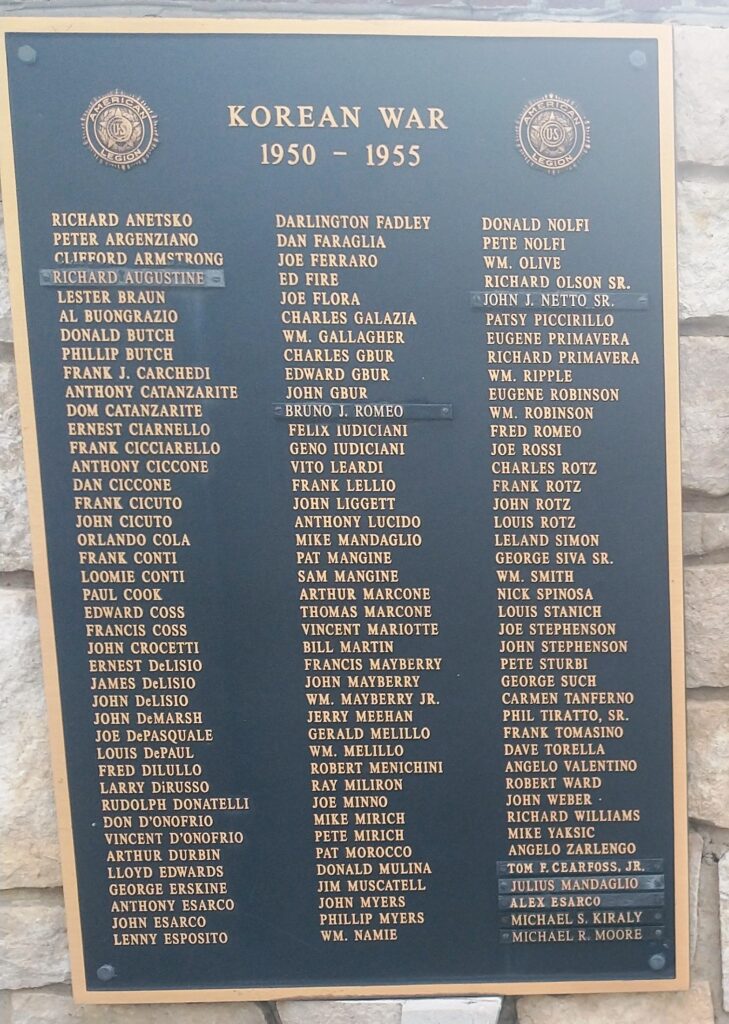 AMERICAN
US
LEGION
KOREAN WAR
1950 - 1955
AMERICAN
US
LEGION
RICHARD ANETSKO
PETER ARGENZIANO
CLIFFORD ARMSTRONG
RICHARD AUGUSTINE
LESTER BRAUN
AL BUONGRAZIO
DONALD BUTCH
PHILLIP BUTCH
FRANK J. CARCHEDI
ANTHONY CATANZARITE
DOM CATANZARITE
ERNEST CIARNELLO
FRANK CICCIARELLO
ANTHONY CICCONE
DAN CICCONE
FRANK CICUTO
JOHN CICUTO
ORLANDO COLA
FRANK CONTI
LOOMIE CONTI
PAUL COOK
EDWARD COSS
FRANCIS COSS
JOHN CROCETTI
ERNEST DeLISIO
JAMES DeLISIO
JOHN DeLISIO
JOHN DeMARSH
JOE DePASQUALE
LOUIS DePAUL
FRED DILULLO
LARRY DiRUSSO
RUDOLPH DONATELLI
DON D'ONOFRIO
VINCENT D'ONOFRIO
ARTHUR DURBIN
LLOYD EDWARDS
GEORGE ERSKINE
ANTHONY ESARCO
JOHN ESARCO
LENNY ESPOSITO
DARLINGTON FADLEY
DAN FARAGLIA
JOE FERRARO
ED FIRE
JOE FLORA
CHARLES GALAZIA
WM. GALLAGHER
CHARLES GBUR
EDWARD GBUR
JOHN GBUR
BRUNO J. ROMEO
FELIX IUDICIANI
GENO IUDICIANI
VITO LEARDI
FRANK LELLIO
JOHN LIGGETT
ANTHONY LUCIDO
MIKE MANDAGLIO
PAT MANGINE
SAM MANGINE
ARTHUR MARCONE
THOMAS MARCONE
VINCENT MARIOTTE
BILL MARTIN
FRANCIS MAYBERRY
JOHN MAYBERRY
WM. MAYBERRY JR.
JERRY MEEHAN
GERALD MELILLO
WM. MELILLO
ROBERT MENICHINI
RAY MILIRON
JOE MINNO
MIKE MIRICH
PETE MIRICH
PAT MOROCCO
DONALD MULINA
JIM MUSCATELL
JOHN MYERS
PHILLIP MYERS
WM. NAMIE
DONALD NOLFI
PETE NOLFI
WM. OLIVE
RICHARD OLSON SR.
JOHN J. NETTO SR.
PATSY PICCIRILLO
EUGENE PRIMAVERA
RICHARD PRIMAVERA
WM. RIPPLE
EUGENE ROBINSON
WM. ROBINSON
FRED ROMEO
JOE ROSSI
CHARLES ROTZ
FRANK ROTZ
JOHN ROTZ
LOUIS ROTZ
LELAND SIMON
GEORGE SIVA SR.
WM. SMITH
NICK SPINOSA
LOUIS STANICH
JOE STEPHENSON
JOHN STEPHENSON
PETE STURBI
GEORGE SUCH
CARMEN TANFERNO
PHIL TIRATTO, SR.
FRANK TOMASINO
DAVE TORELLA
ANGELO VALENTINO
ROBERT WARD
JOHN WEBER
RICHARD WILLIAMS
MIKE YAKSIC
ANGELO ZARLENGO
TOM F. CEARFOSS, JR.
JULIUS MANDAGLIO
ALEX ESARCO
MICHAEL S. KIRALY
MICHAEL R. MOORE